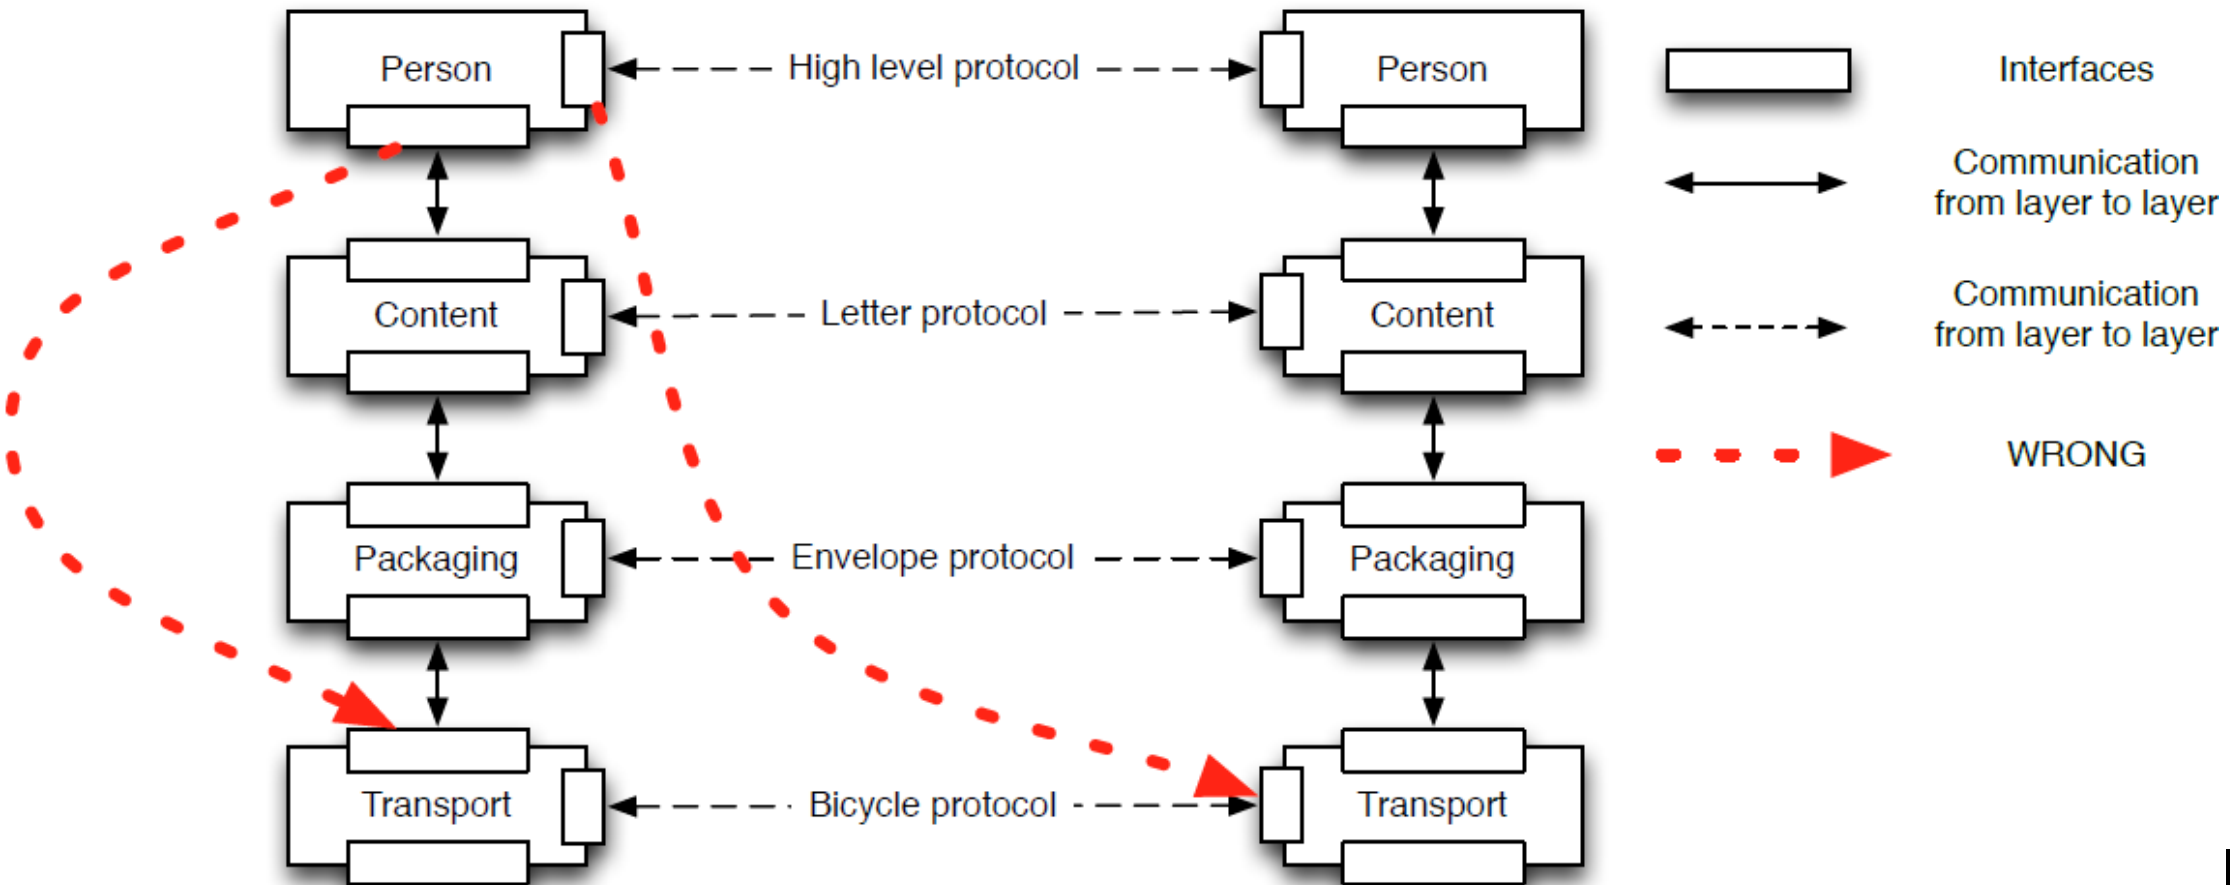 Person
High level protocol
Person
Interfaces
Communication
from layer to layer
Content
Letter protocol
Content
Communication
from layer to layer
WRONG
Packaging
Envelope protocol
Packaging
Transport
Bicycle protocol
Transport